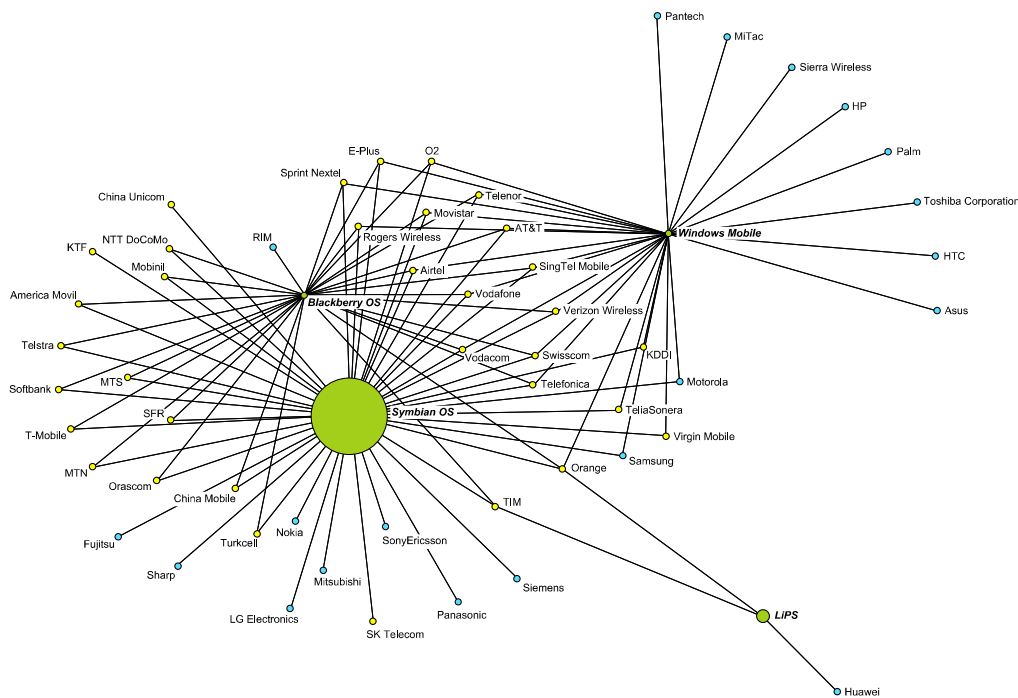 Pantech
MiTac
Sierra Wireless
HP
E-Plus
O2
Palm
Sprint Nextel
China Unicom
Telenor
Toshiba Corporation
Movistar
AT&T
Windows Mobile
Rogers Wireless
NTT DoCoMo
RIM
KTF
HTC
Mobinil
Airtel
SingTel Mobile
America Movil
Blackberry OS
Vodafone
Verizon Wireless
Asus
Telstra
Vodacom
Swisscom
KDDI
MTS
Softbank
Telefonica
Motorola
SFR
Symbian OS
TeliaSonera
T-Mobile
Virgin Mobile
MTN
Samsung
Orange
Orascom
China Mobile
TIM
Nokia
SonyEricsson
Fujitsu
Turkcell
Sharp
Mitsubishi
Siemens
LG Electronics
Panasonic
LiPS
SK Telecom
Huawei